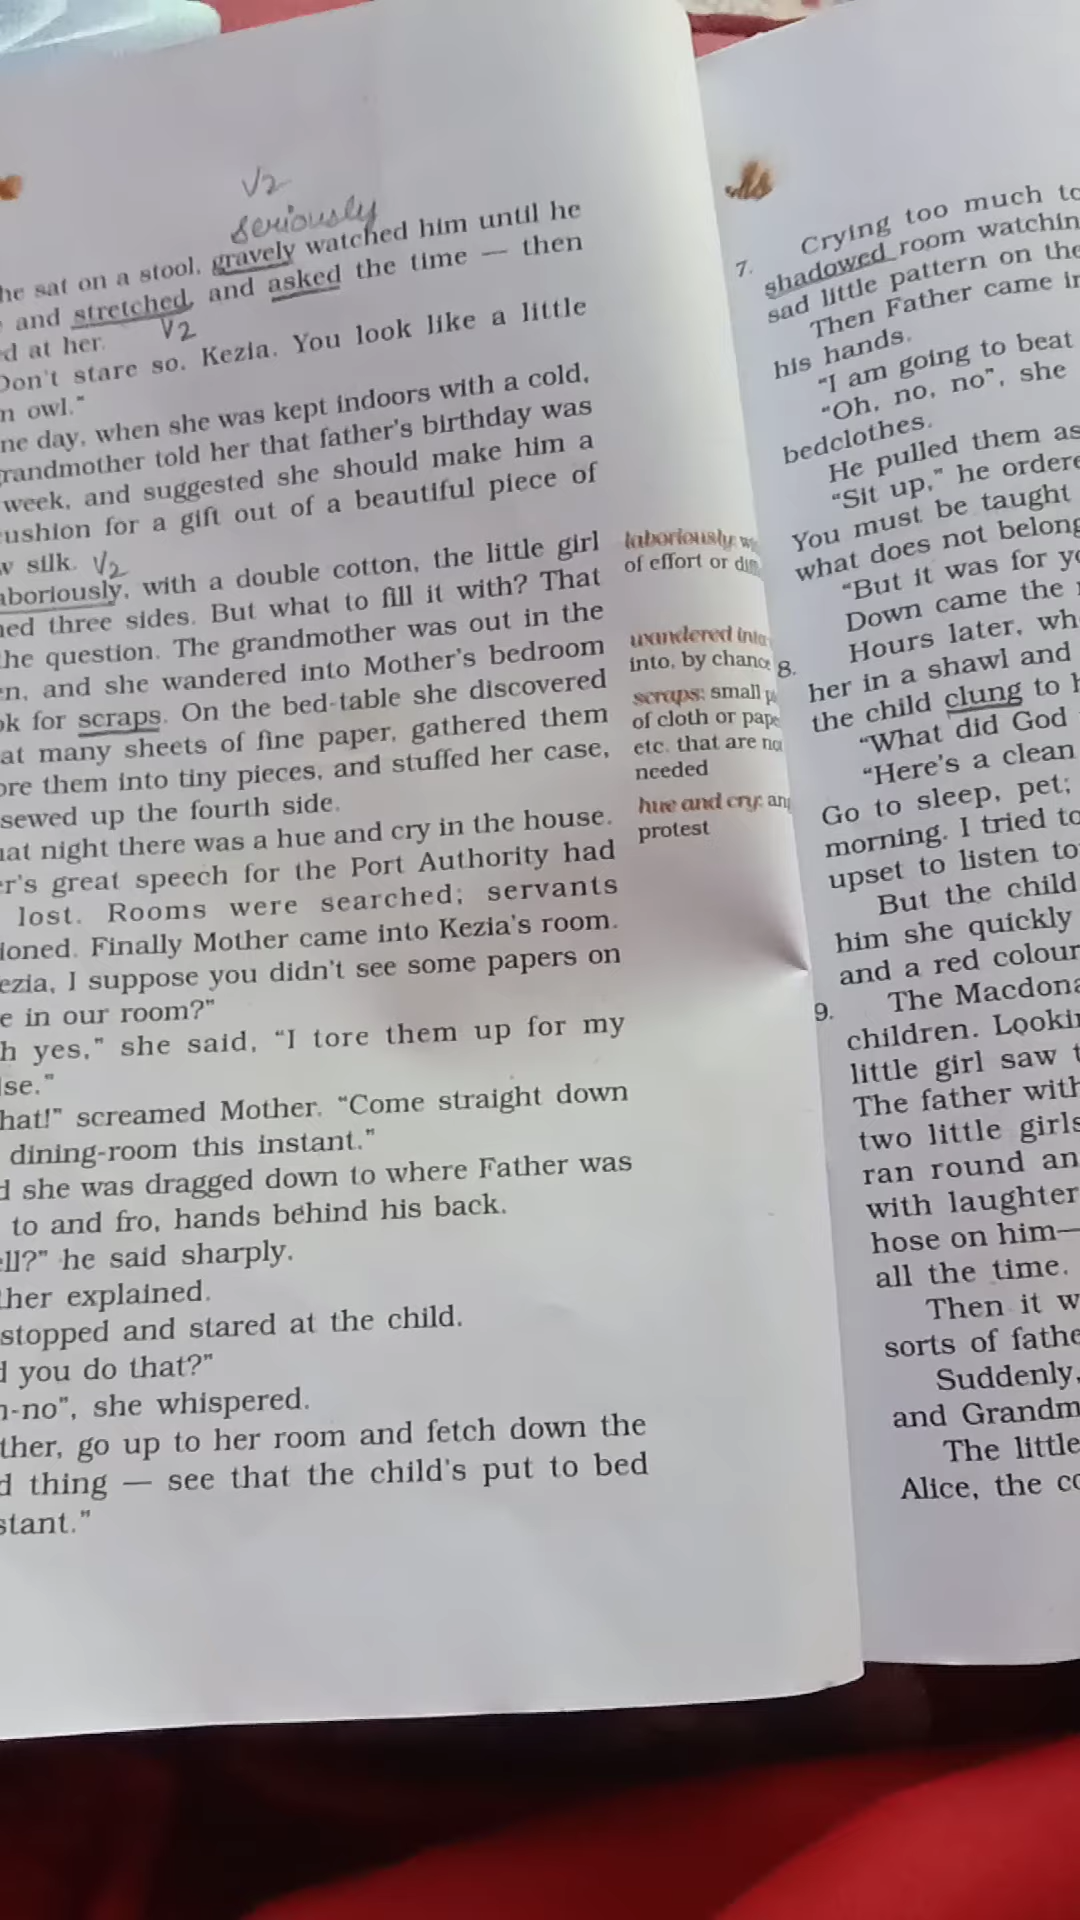 V2
seriously
he sat on a stool, gravely watched him until he
and stretched, and asked the time — then
d at her.
V2
Don't stare so, Kezia. You look like a little
n owl."
ne day, when she was kept indoors with a cold,
randmother told her that father's birthday was
week, and suggested she should make him a
ushion for a gift out of a beautiful piece of
w silk.
V2
aboriously, with a double cotton, the little girl
hed three sides. But what to fill it with? That
he question. The grandmother was out in the
en, and she wandered into Mother's bedroom
ok for scraps. On the bed-table she discovered
at many sheets of fine paper, gathered them
ore them into tiny pieces, and stuffed her case,
sewed up the fourth side.
hat night there was a hue and cry in the house.
er's great speech for the Port Authority had
lost. Rooms were searched; servants
ioned. Finally Mother came into Kezia's room.
ezia, I suppose you didn't see some papers on
e in our room?"
h yes," she said, "I tore them up for my
ise."
hat!" screamed Mother. "Come straight down
dining-room this instant."
d she was dragged down to where Father was
to and fro, hands behind his back.
ell?" he said sharply.
ther explained.
stopped and stared at the child.
d you do that?"
n-no", she whispered.
ther, go up to her room and fetch down the
d thing — see that the child's put to bed
stant."
laboriously: wi
of effort or diffi
wandered into
into, by chance
scraps: small p
of cloth or pape
etc. that are not
needed
hue and cry: ang
protest
7.
Crying too much to
shadowed room watchin
sad little pattern on the
Then Father came in
his hands.
"I am going to beat
"Oh, no, no", she
bedclothes.
He pulled them as
"Sit up," he ordere
You must be taught
what does not belong
"But it was for yo
Down came the r
Hours later, wh
8.
her in a shawl and
the child clung to h
"What did God
"Here's a clean
Go to sleep, pet;
morning. I tried to
upset to listen to
But the child
him she quickly
and a red colour
9.
The Macdona
children. Lookin
little girl saw t
The father with
two little girls
ran round an
with laughter
hose on him—
all the time.
Then it w
sorts of fathe
Suddenly,
and Grandm
The little
Alice, the co